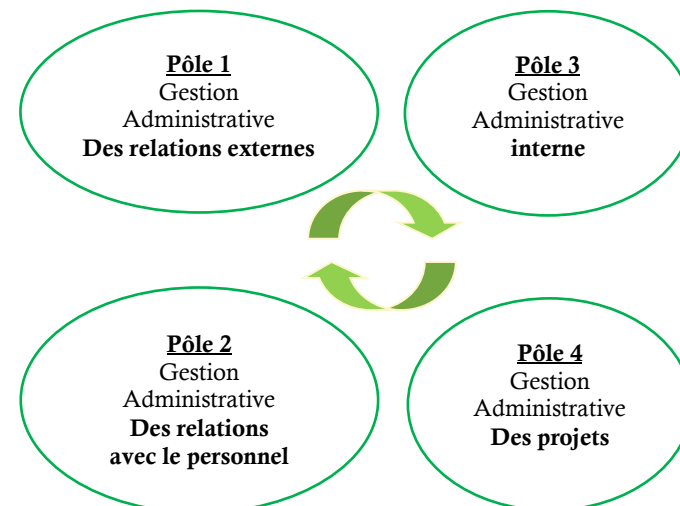 Pôle 1
Gestion
Administrative
Des relations externes
Pôle 3
Gestion
Administrative
interne
Pôle 2
Gestion
Administrative
Des relations
avec le personnel
Pôle 4
Gestion
Administrative
Des projets